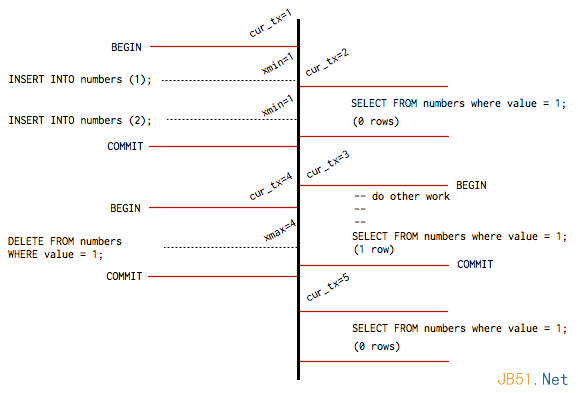 cur_tx=1
BEGIN
xmin=1
cur_tx=2
INSERT INTO numbers (1);
SELECT FROM numbers where value = 1;
(0 rows)
xmin=1
INSERT INTO numbers (2);
COMMIT
cur_tx=3
cur_tx=4
BEGIN
-- do other work
--
--
BEGIN
xmax=4
DELETE FROM numbers
WHERE value = 1;
SELECT FROM numbers where value = 1;
(1 row)
COMMIT
COMMIT
cur_tx=5
SELECT FROM numbers where value = 1;
(0 rows)
JB51.Net